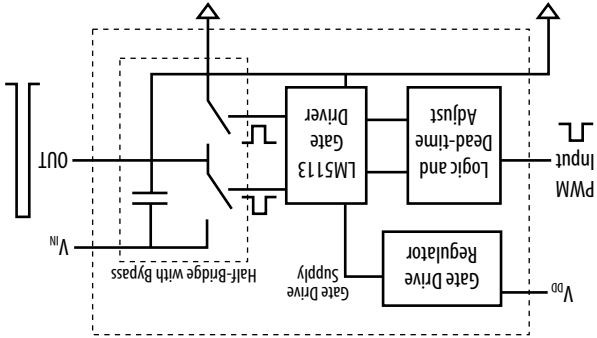 V_DD
Gate Drive
Regulator
Gate Drive
Supply
Half-Bridge with Bypass
V_IN
PWM
Input
Logic and
Dead-time
Adjust
LM5113
Gate
Driver
OUT